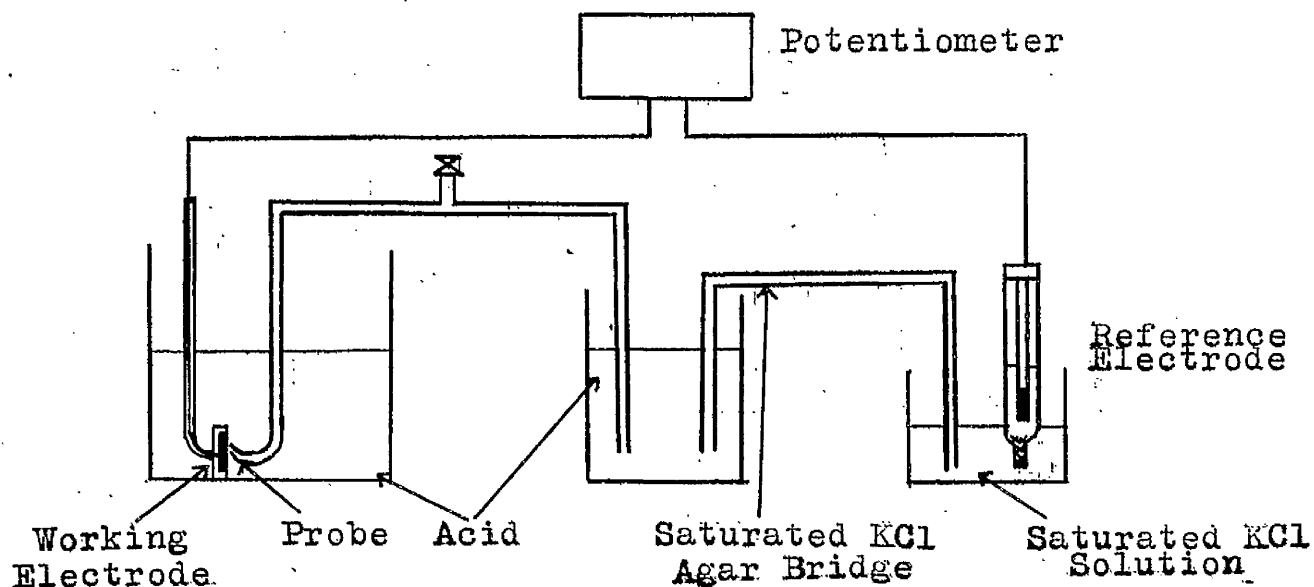 Potentiometer
Reference
Electrode
Working
Electrode
Probe
Acid
Saturated KCl
Agar Bridge
Saturated KCl
Solution